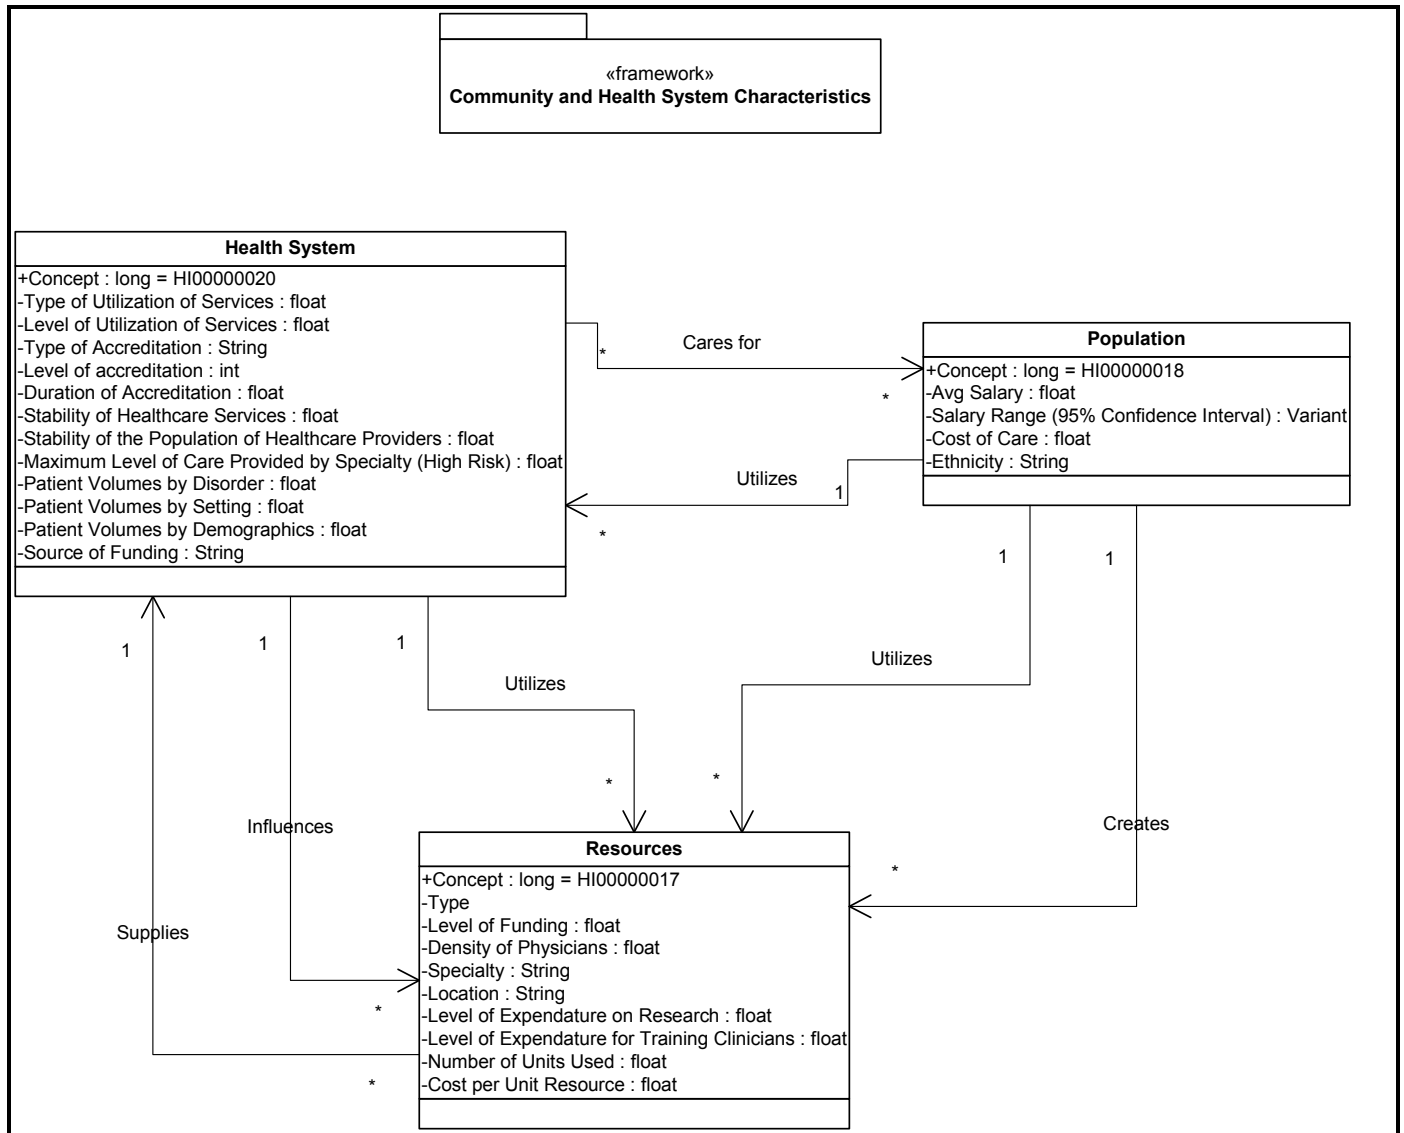 «framework»
Community and Health System Characteristics
Health System
+Concept : long = HI00000020
-Type of Utilization of Services : float
-Level of Utilization of Services : float
-Type of Accreditation : String
-Level of accreditation : int
-Duration of Accreditation : float
-Stability of Healthcare Services : float
-Stability of the Population of Healthcare Providers : float
-Maximum Level of Care Provided by Specialty (High Risk) : float
-Patient Volumes by Disorder : float
-Patient Volumes by Setting : float
-Patient Volumes by Demographics : float
-Source of Funding : String
Cares for
*
*
Population
+Concept : long = HI00000018
-Avg Salary : float
-Salary Range (95% Confidence Interval) : Variant
-Cost of Care : float
-Ethnicity : String
Utilizes
1
*
1
1
1
1
1
Utilizes
Utilizes
*
*
Influences
Creates
*
Supplies
*
*
Resources
+Concept : long = HI00000017
-Type
-Level of Funding : float
-Density of Physicians : float
-Specialty : String
-Location : String
-Level of Expendature on Research : float
-Level of Expendature for Training Clinicians : float
-Number of Units Used : float
-Cost per Unit Resource : float